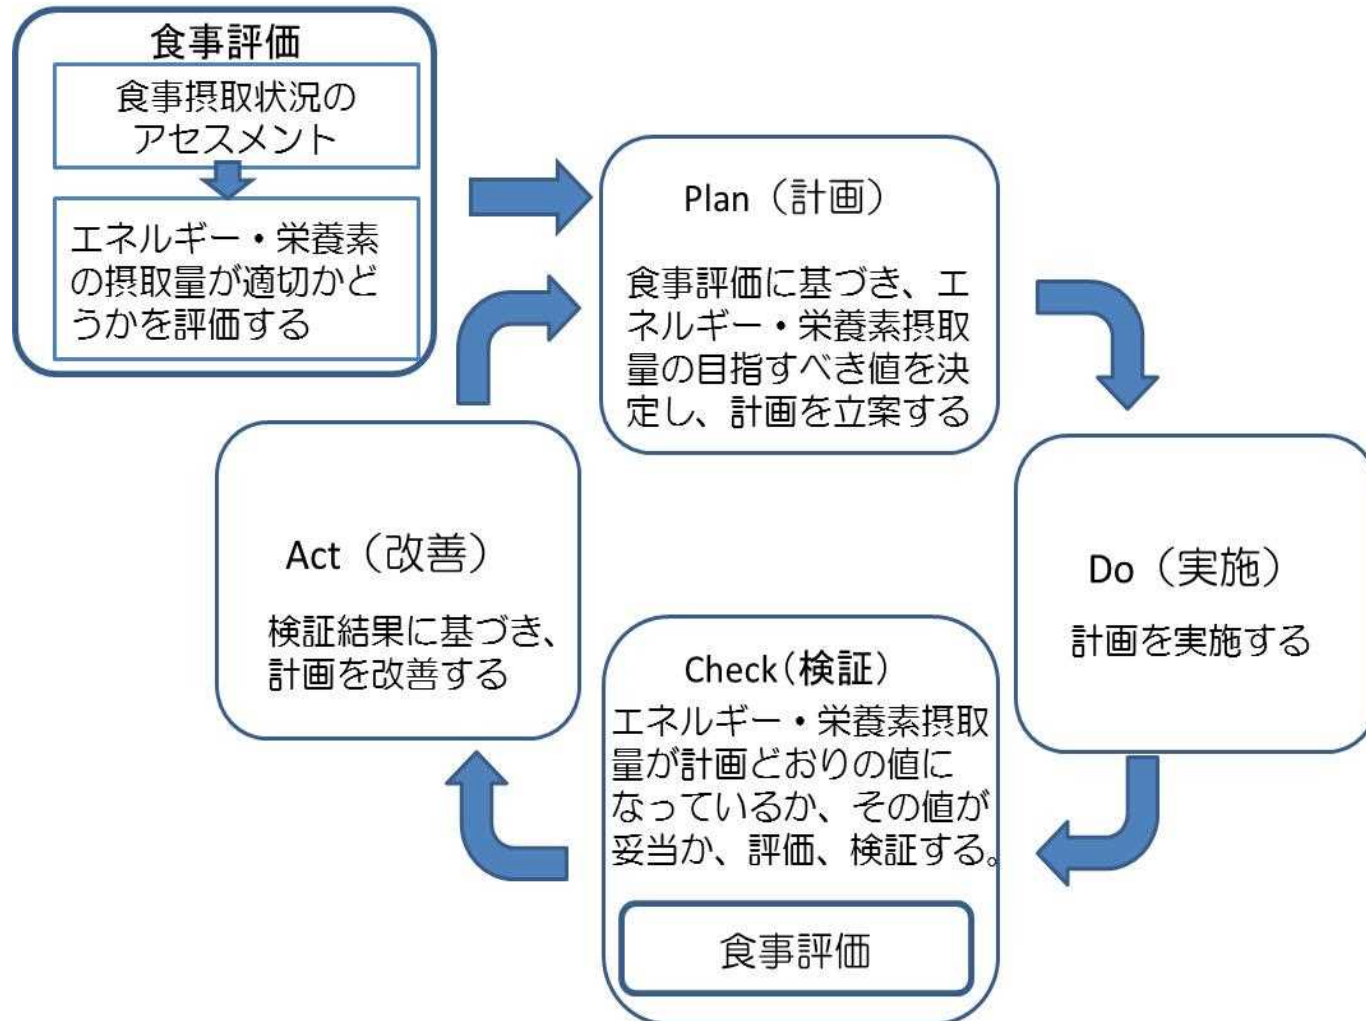 食事評価
食事摂取状況の
アセスメント
エネルギー・栄養素
の摂取量が適切かど
うかを評価する
Plan（計画）
食事評価に基づき、エ
ネルギー・栄養素摂取
量の目指すべき値を決
定し、計画を立案する
Do（実施）
計画を実施する
Check（検証）
エネルギー・栄養素摂取
量が計画どおりの値に
なっているか、その値が
妥当か、評価、検証する。
食事評価
Act（改善）
検証結果に基づき、
計画を改善する